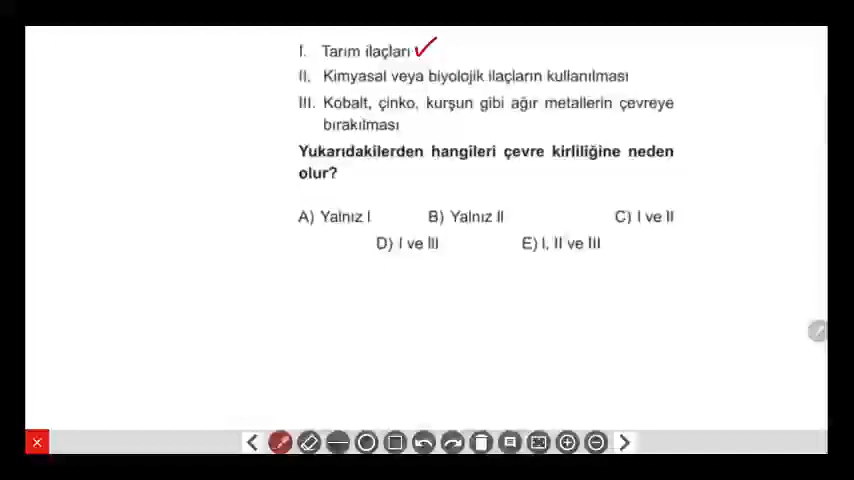 I. Tarım ilaçları
II. Kimyasal veya biyolojik ilaçların kullanılması
III. Kobalt, çinko, kurşun gibi ağır metallerin çevreye
bırakılması
Yukarıdakilerden hangileri çevre kirliliğine neden
olur?
A) Yalnız I B) Yalnız II C) I ve II
D) I ve III E) I, II ve III